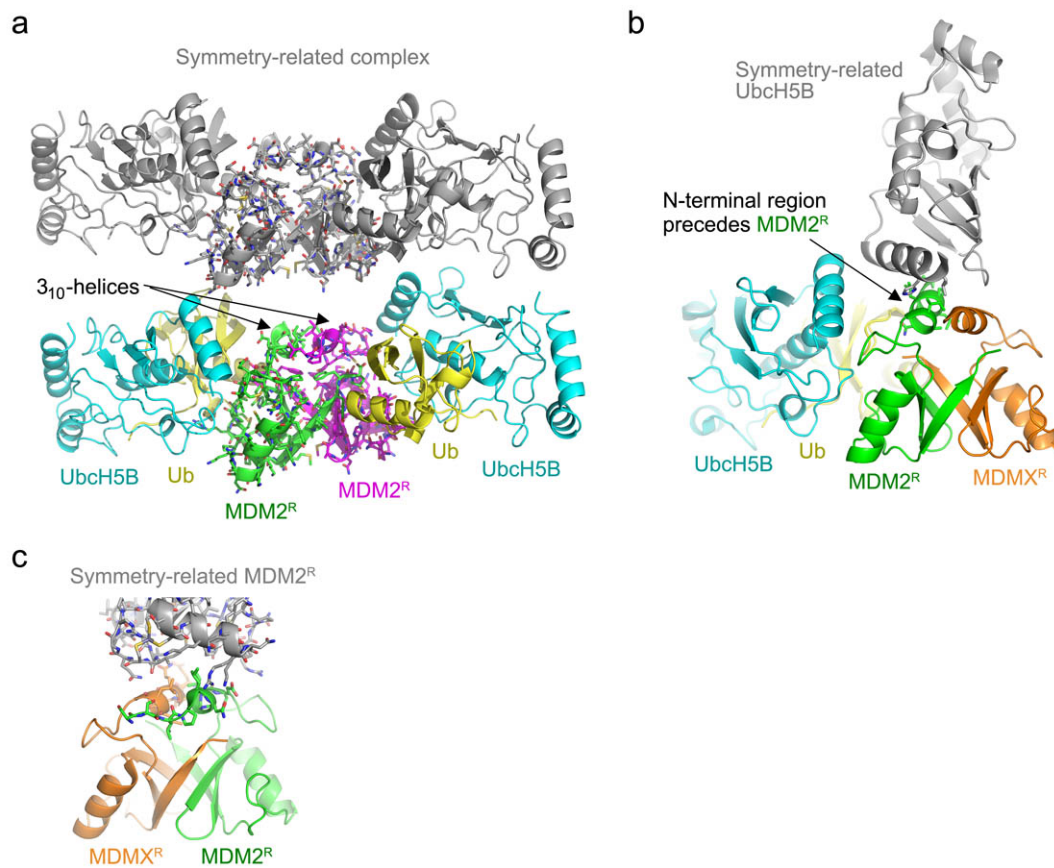 a
Symmetry-related complex
3₁₀-helices
UbcH5B
Ub
MDM2ᴿ
MDM2ᴿ
Ub
UbcH5B
b
Symmetry-related
UbcH5B
N-terminal region
precedes MDM2ᴿ
UbcH5B
Ub
MDM2ᴿ
MDMXᴿ
c
Symmetry-related MDM2ᴿ
MDMXᴿ
MDM2ᴿ